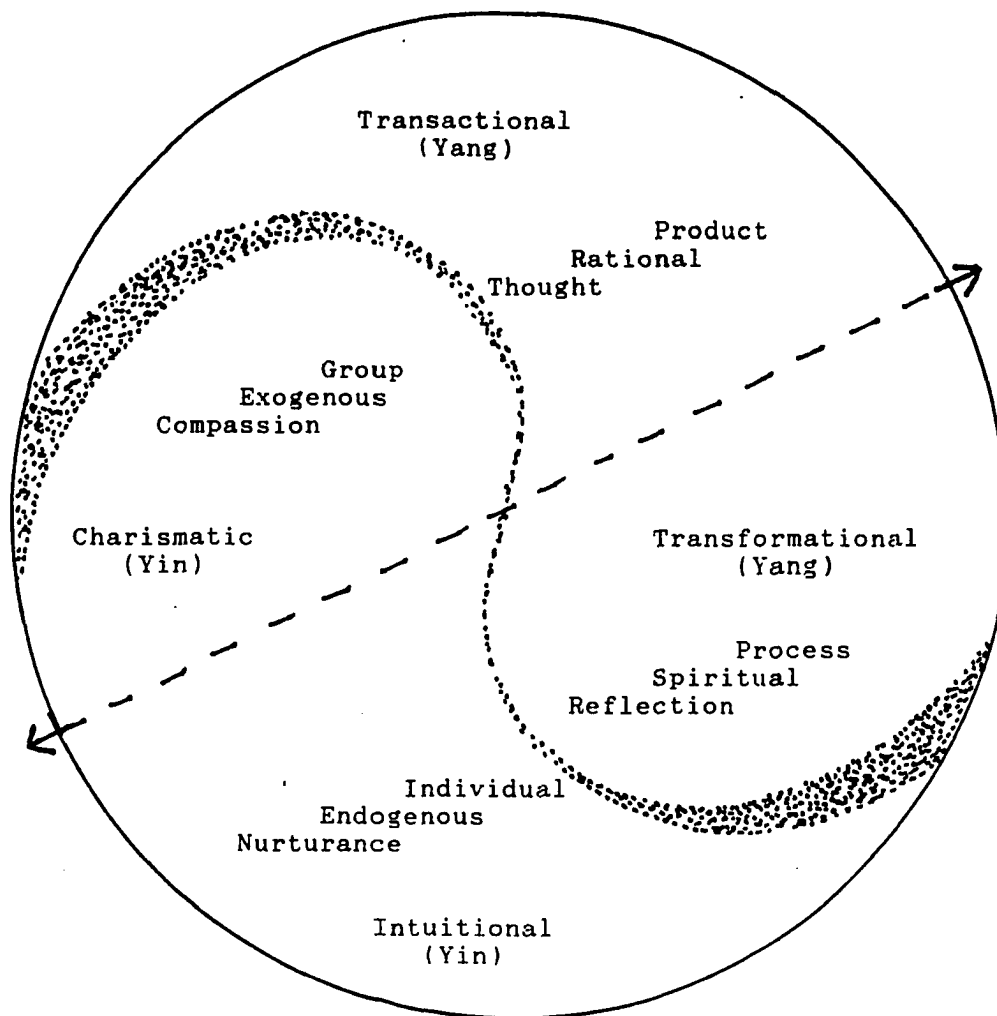 Transactional
(Yang)
Product
Rational
Thought
Group
Exogenous
Compassion
Charismatic
(Yin)
Transformational
(Yang)
Process
Spiritual
Reflection
Individual
Endogenous
Nurturance
Intuitional
(Yin)